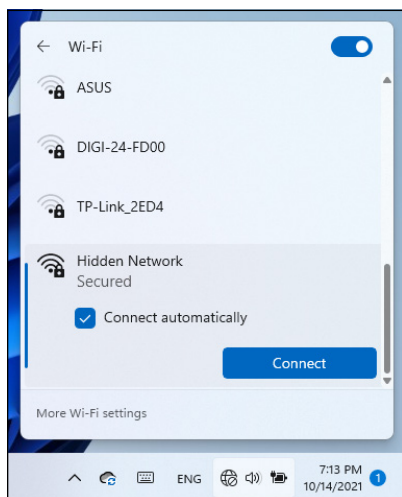 Wi-Fi
ASUS
DIGI-24-FD00
TP-Link_2ED4
Hidden Network
Secured
Connect automatically
Connect
More Wi-Fi settings
ENG
7:13 PM
10/14/2021
1